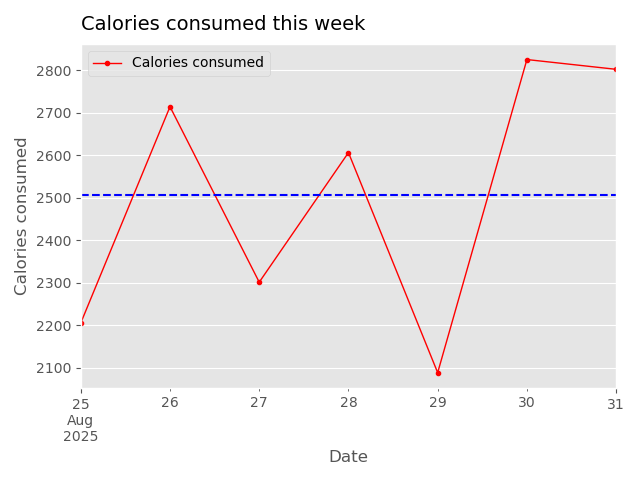 Calories consumed this week
Calories consumed
2800
2700
2600
2500
2400
2300
2200
2100
Calories consumed
25 26 27 28 29 30 31
Aug
2025
Date